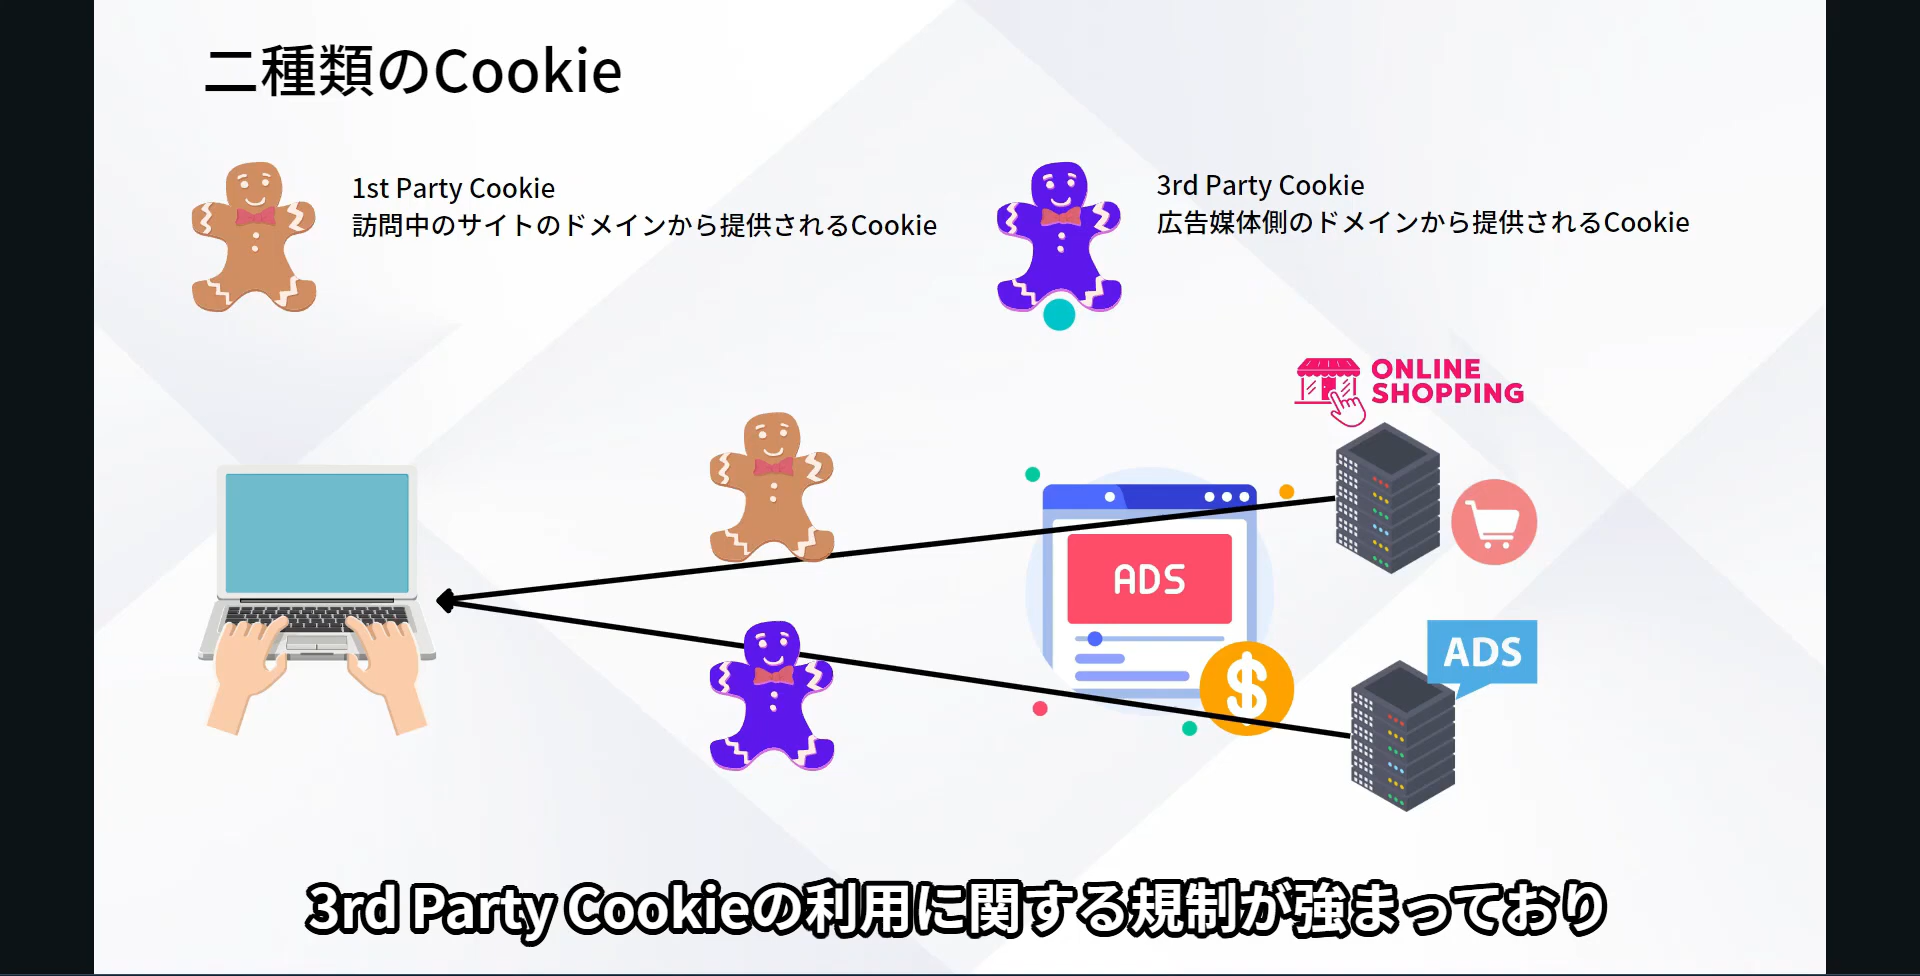 二種類のCookie
1st Party Cookie
訪問中のサイトのドメインから提供されるCookie
3rd Party Cookie
広告媒体側のドメインから提供されるCookie
ONLINE
SHOPPING
ADS
$
ADS
3rd Party Cookieの利用に関する規制が強まっており